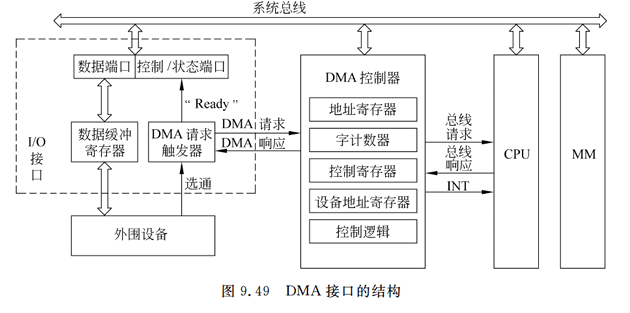 系统总线
数据端口
控制/状态端口
DMA 控制器
地址寄存器
字计数器
控制寄存器
设备地址寄存器
控制逻辑
"Ready"
I/O
接
口
数据缓冲
寄存器
DMA 请求
触发器
DMA 请求
DMA 响应
选通
外围设备
总线
请求
总线
响应
INT
CPU
MM
图 9.49 DMA 接口的结构